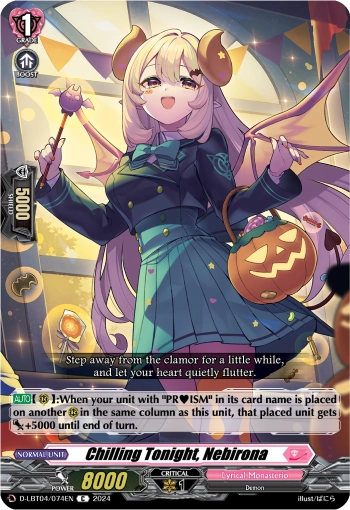 1
GRADE
BOOST
5000
SHIELD
Step away from the clamor for a little while,
and let your heart quietly flutter.
AUTO【 】:When your unit with "PR♥ISM" in its card name is placed
on another in the same column as this unit, that placed unit gets
+5000 until end of turn.
NORMAL UNIT
Chilling Tonight, Nebirona
POWER 8000
CRITICAL
1
Lyrical Monasterio
Demon
D-LBT04/074EN C 2024
illust/ぱにら